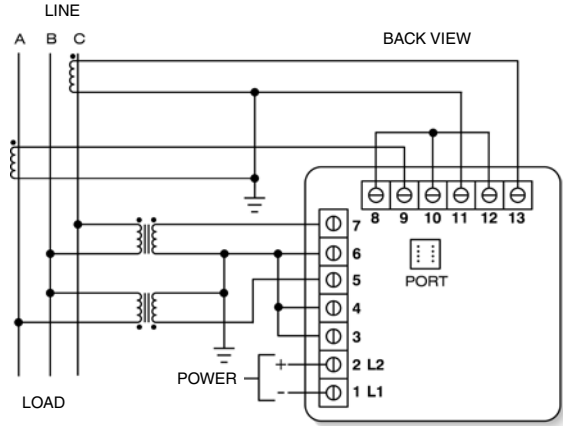 LINE
A B C
BACK VIEW
8 9 10 11 12 13
7
6
PORT
5
4
3
POWER
+
2 L2
-
1 L1
LOAD